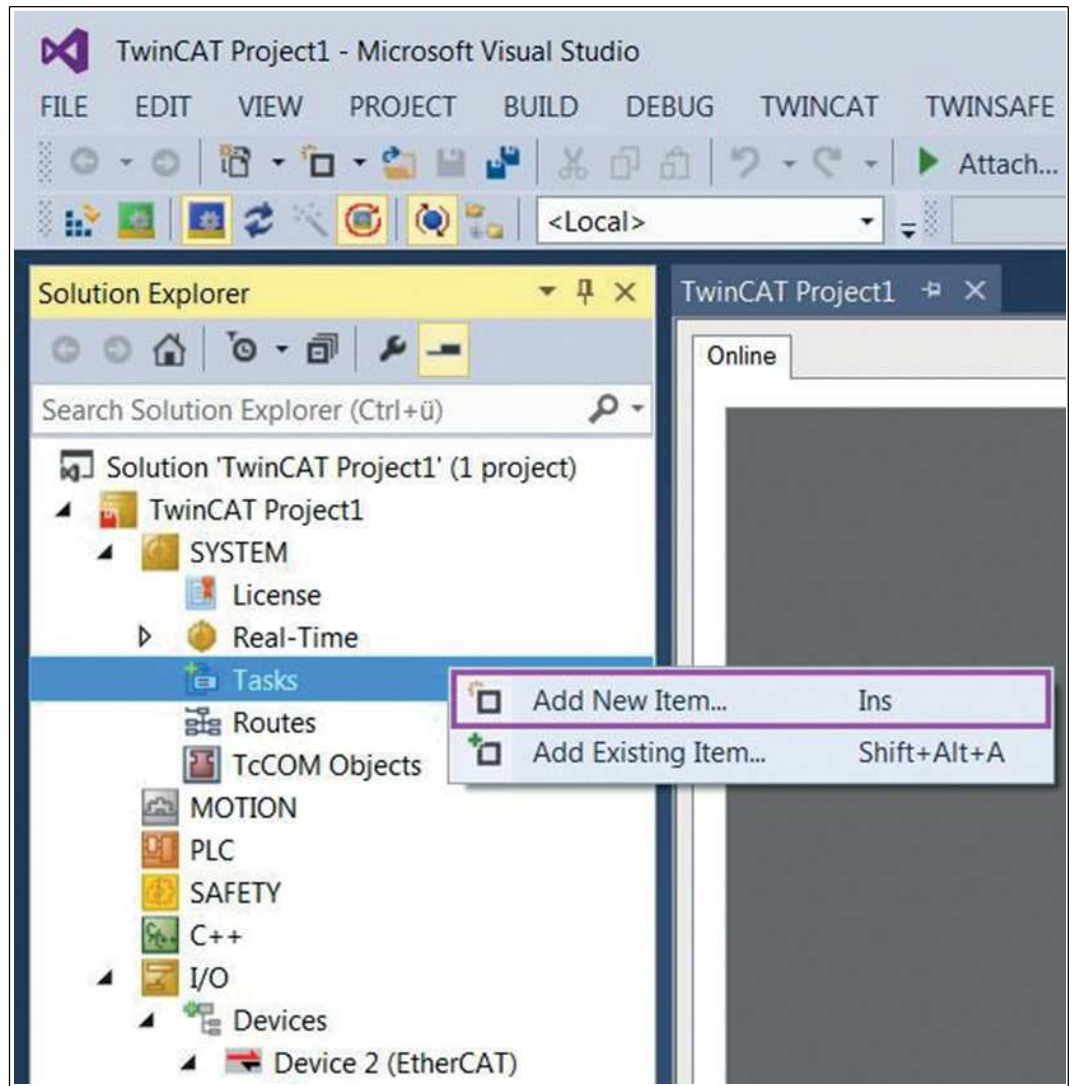 TwinCAT Project1 - Microsoft Visual Studio
FILE EDIT VIEW PROJECT BUILD DEBUG TWINCAT TWINSAFE
Attach...
<Local>
Solution Explorer
TwinCAT Project1
Online
Search Solution Explorer (Ctrl+ü)
Solution 'TwinCAT Project1' (1 project)
TwinCAT Project1
SYSTEM
License
Real-Time
Tasks
Add New Item... Ins
Routes
Add Existing Item... Shift+Alt+A
TcCOM Objects
MOTION
PLC
SAFETY
C++
I/O
Devices
Device 2 (EtherCAT)